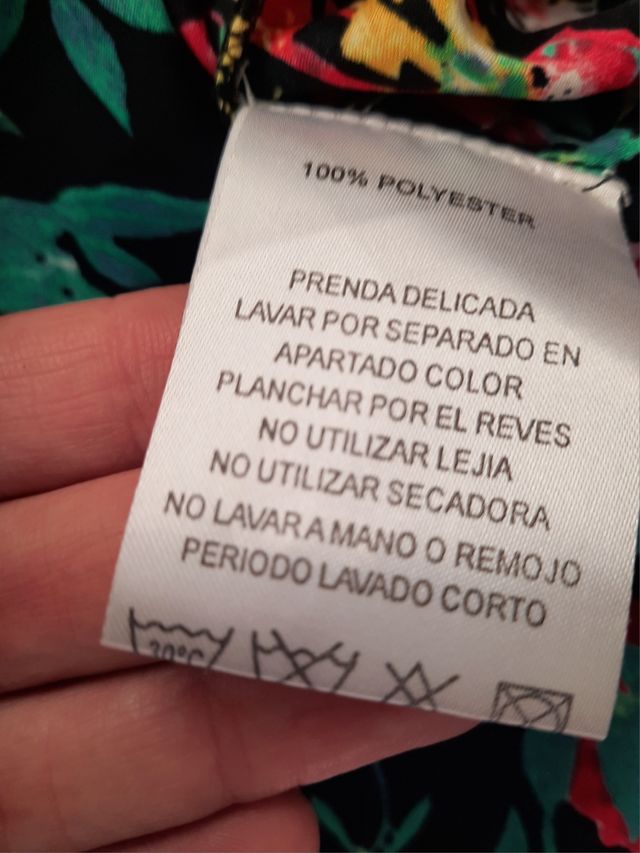 100% POLYESTER
PRENDA DELICADA
LAVAR POR SEPARADO EN
APARTADO COLOR
PLANCHAR POR EL REVES
NO UTILIZAR LEJIA
NO UTILIZAR SECADORA
NO LAVAR A MANO O REMOJO
PERIODO LAVADO CORTO
30°C